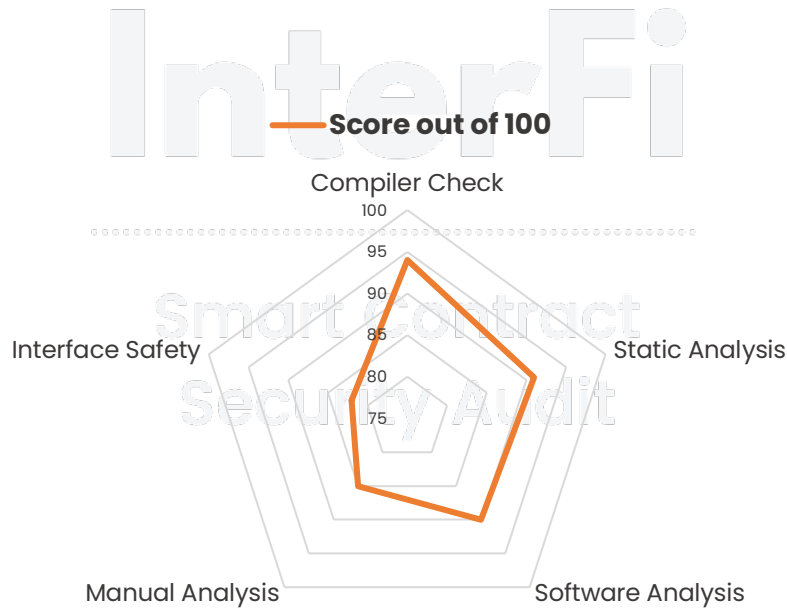 InterFi
Score out of 100
Compiler Check
100
95
90
Smart Contract
85
Interface Safety
Static Analysis
80
Security Audit
75
Manual Analysis
Software Analysis